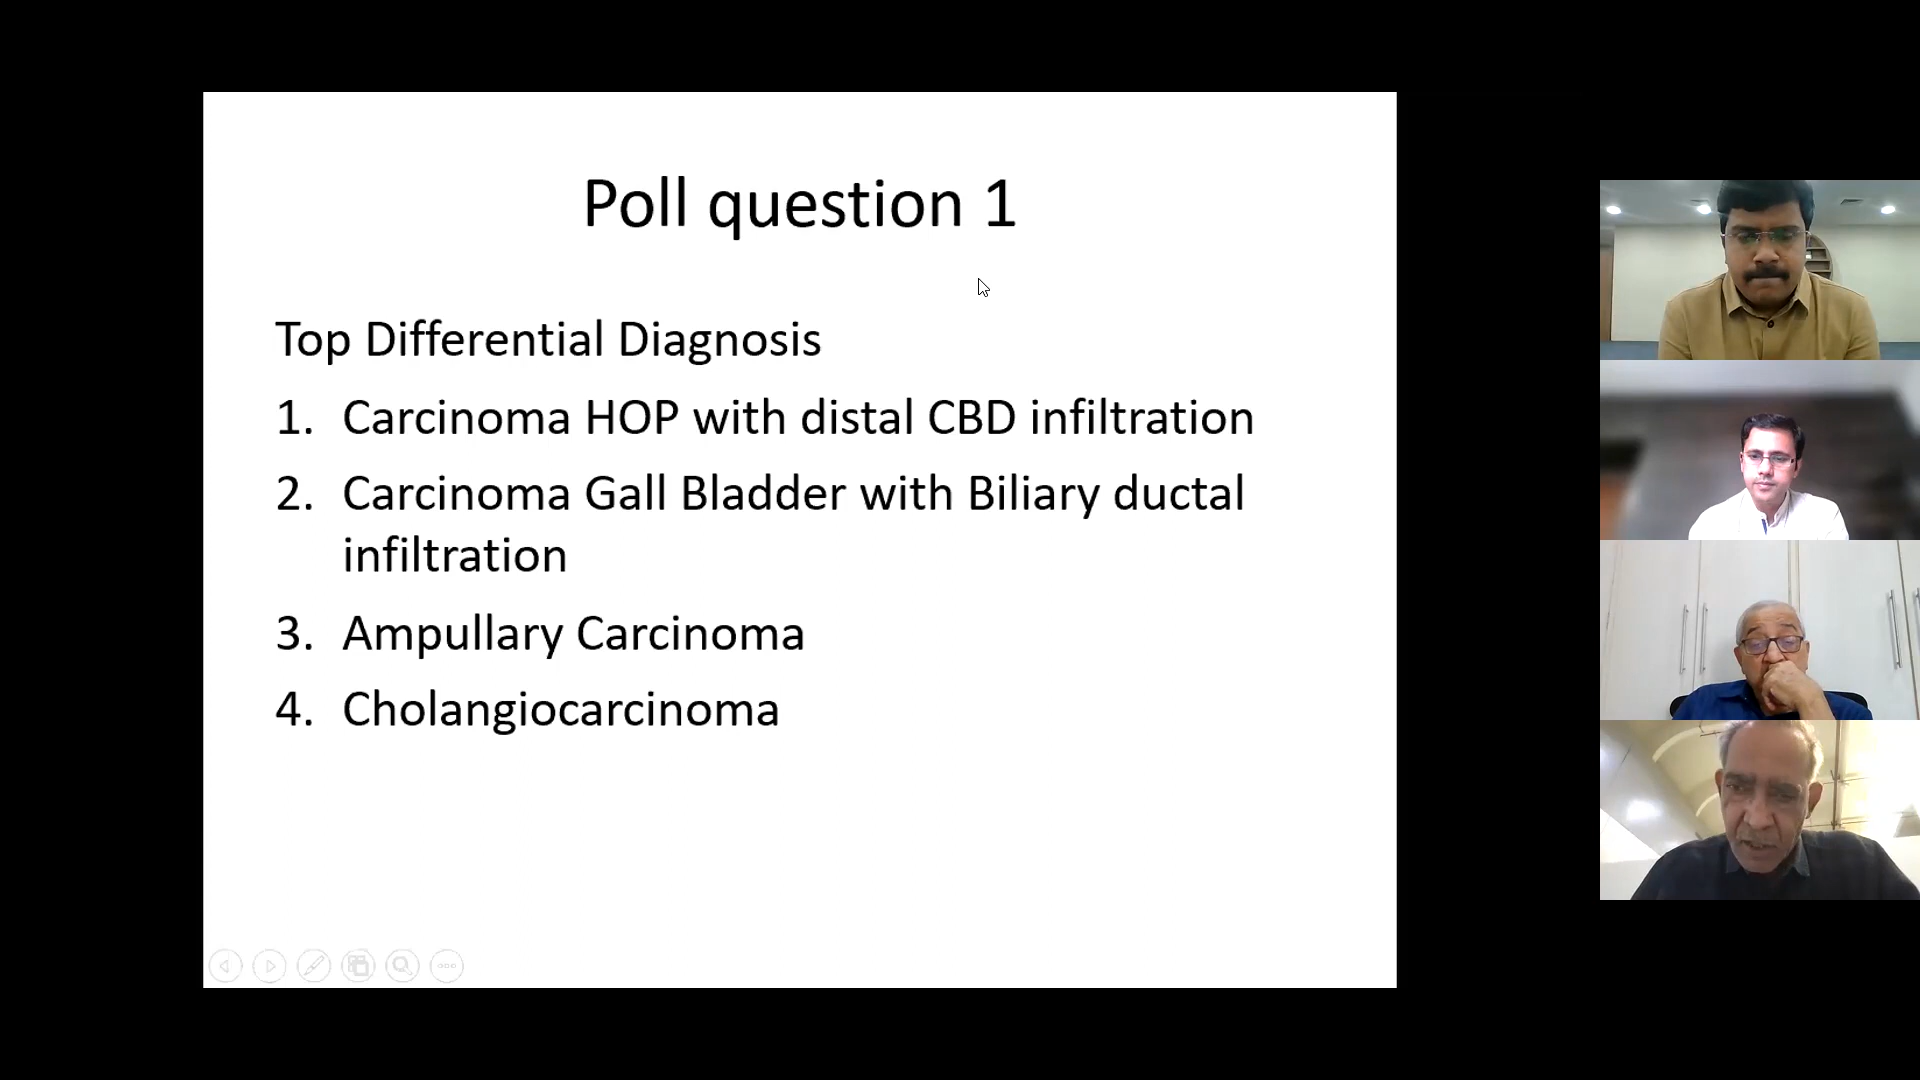 Poll question 1
Top Differential Diagnosis
1. Carcinoma HOP with distal CBD infiltration
2. Carcinoma Gall Bladder with Biliary ductal
infiltration
3. Ampullary Carcinoma
4. Cholangiocarcinoma